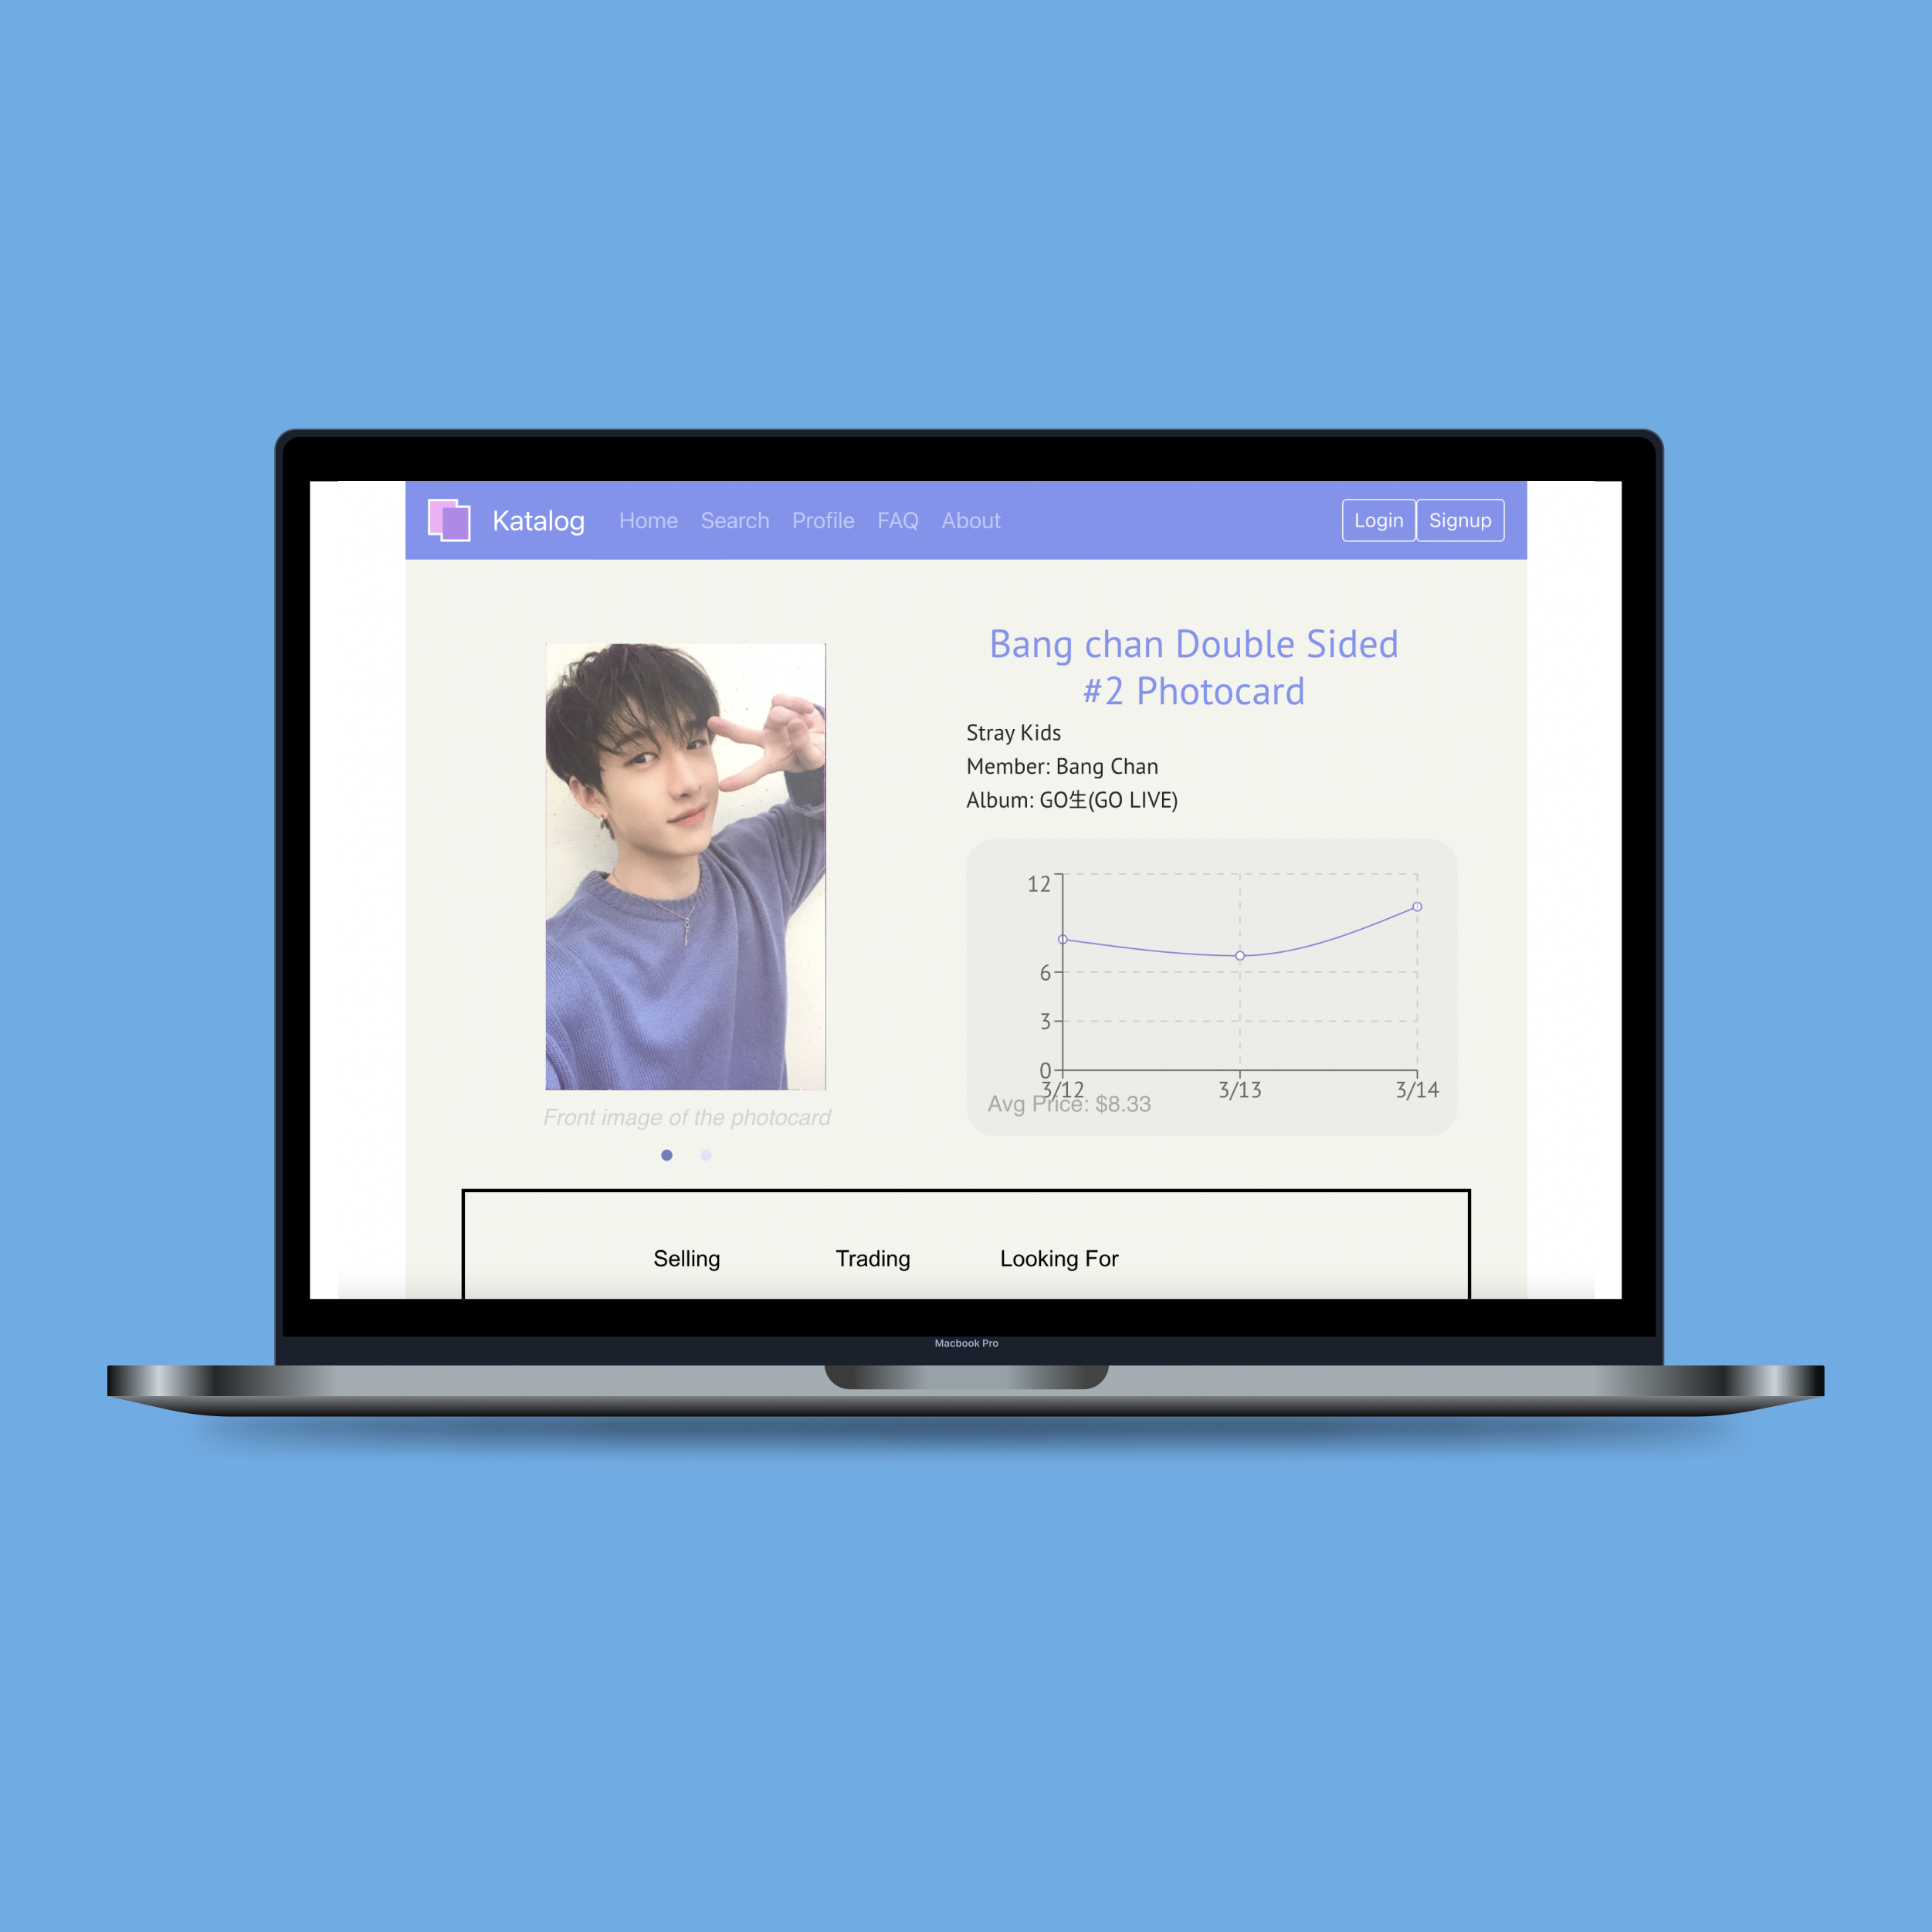 Katalog Home Search Profile FAQ About Login Signup
Bang chan Double Sided
#2 Photocard
Stray Kids
Member: Bang Chan
Album: GO生(GO LIVE)
12
6
3
0
3/12 3/13 3/14
Avg Price: $8.33
Front image of the photocard
Selling Trading Looking For
Macbook Pro